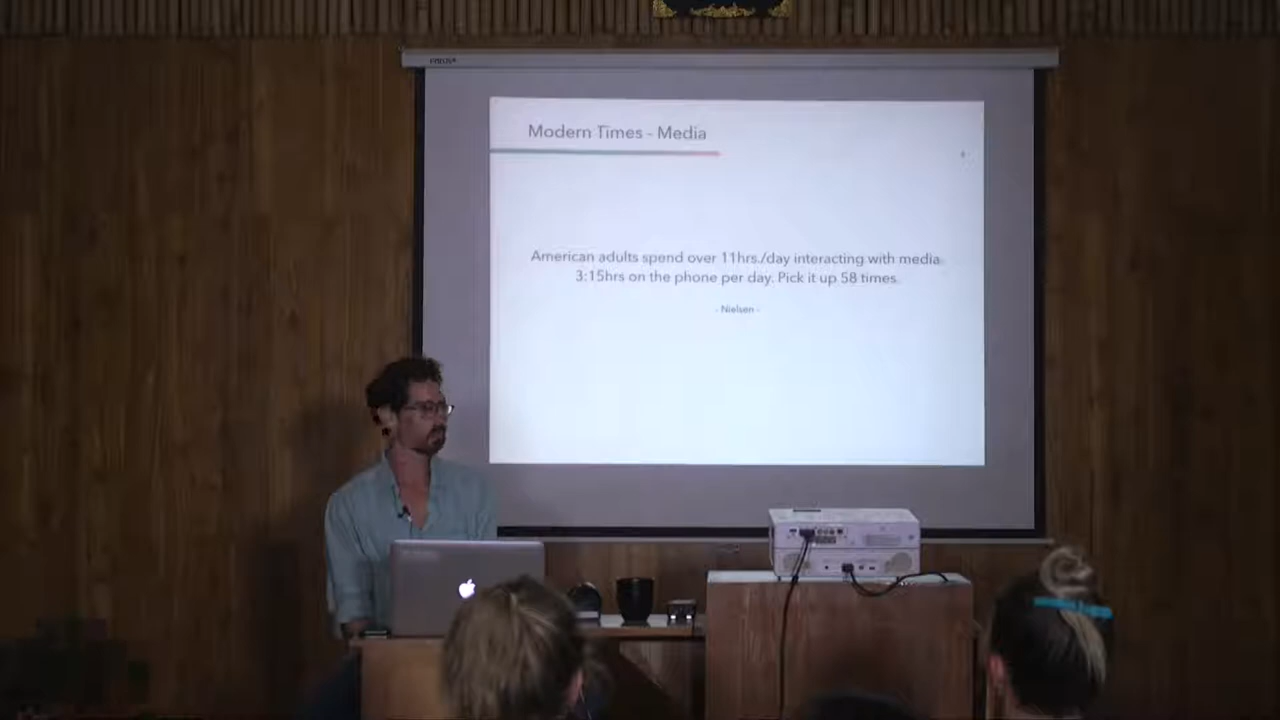 Modern Times - Media
American adults spend over 11hrs./day interacting with media.
3:15hrs on the phone per day. Pick it up 58 times.
- Nielsen -